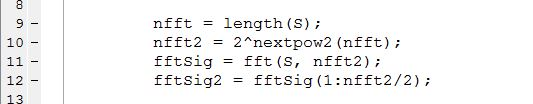 8
9 - nfft = length(S);
10 - nfft2 = 2^nextpow2(nfft);
11 - fftSig = fft(S, nfft2);
12 - fftSig2 = fftSig(1:nfft2/2);
13